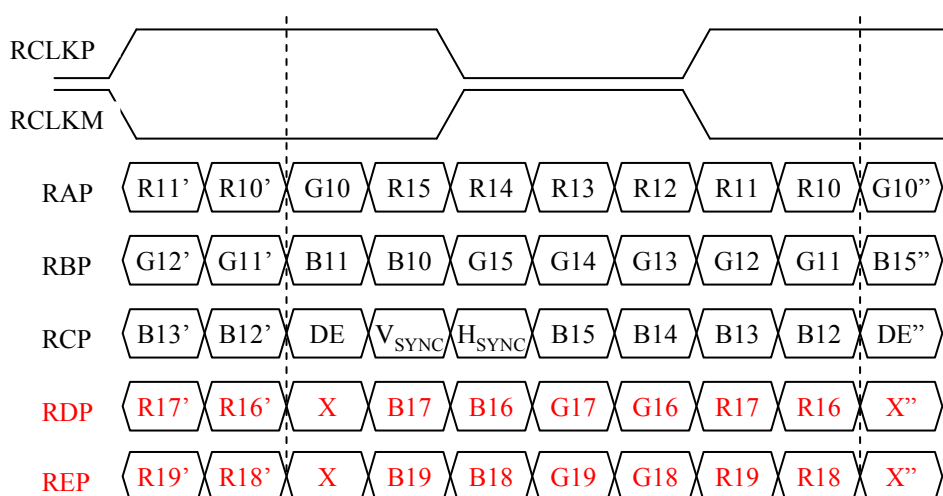 RCLKP
RCLKM
RAP R11’ R10’ G10 R15 R14 R13 R12 R11 R10 G10”
RBP G12’ G11’ B11 B10 G15 G14 G13 G12 G11 B15”
RCP B13’ B12’ DE VSYNC HSYNC B15 B14 B13 B12 DE”
RDP R17’ R16’ X B17 B16 G17 G16 R17 R16 X”
REP R19’ R18’ X B19 B18 G19 G18 R19 R18 X”